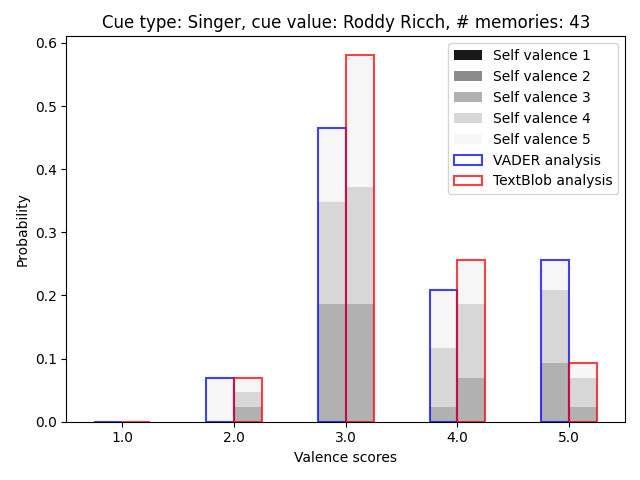 Cue type: Singer, cue value: Roddy Ricch, # memories: 43
Self valence 1
Self valence 2
Self valence 3
Self valence 4
Self valence 5
VADER analysis
TextBlob analysis
Probability
0.6
0.5
0.4
0.3
0.2
0.1
0.0
1.0 2.0 3.0 4.0 5.0
Valence scores